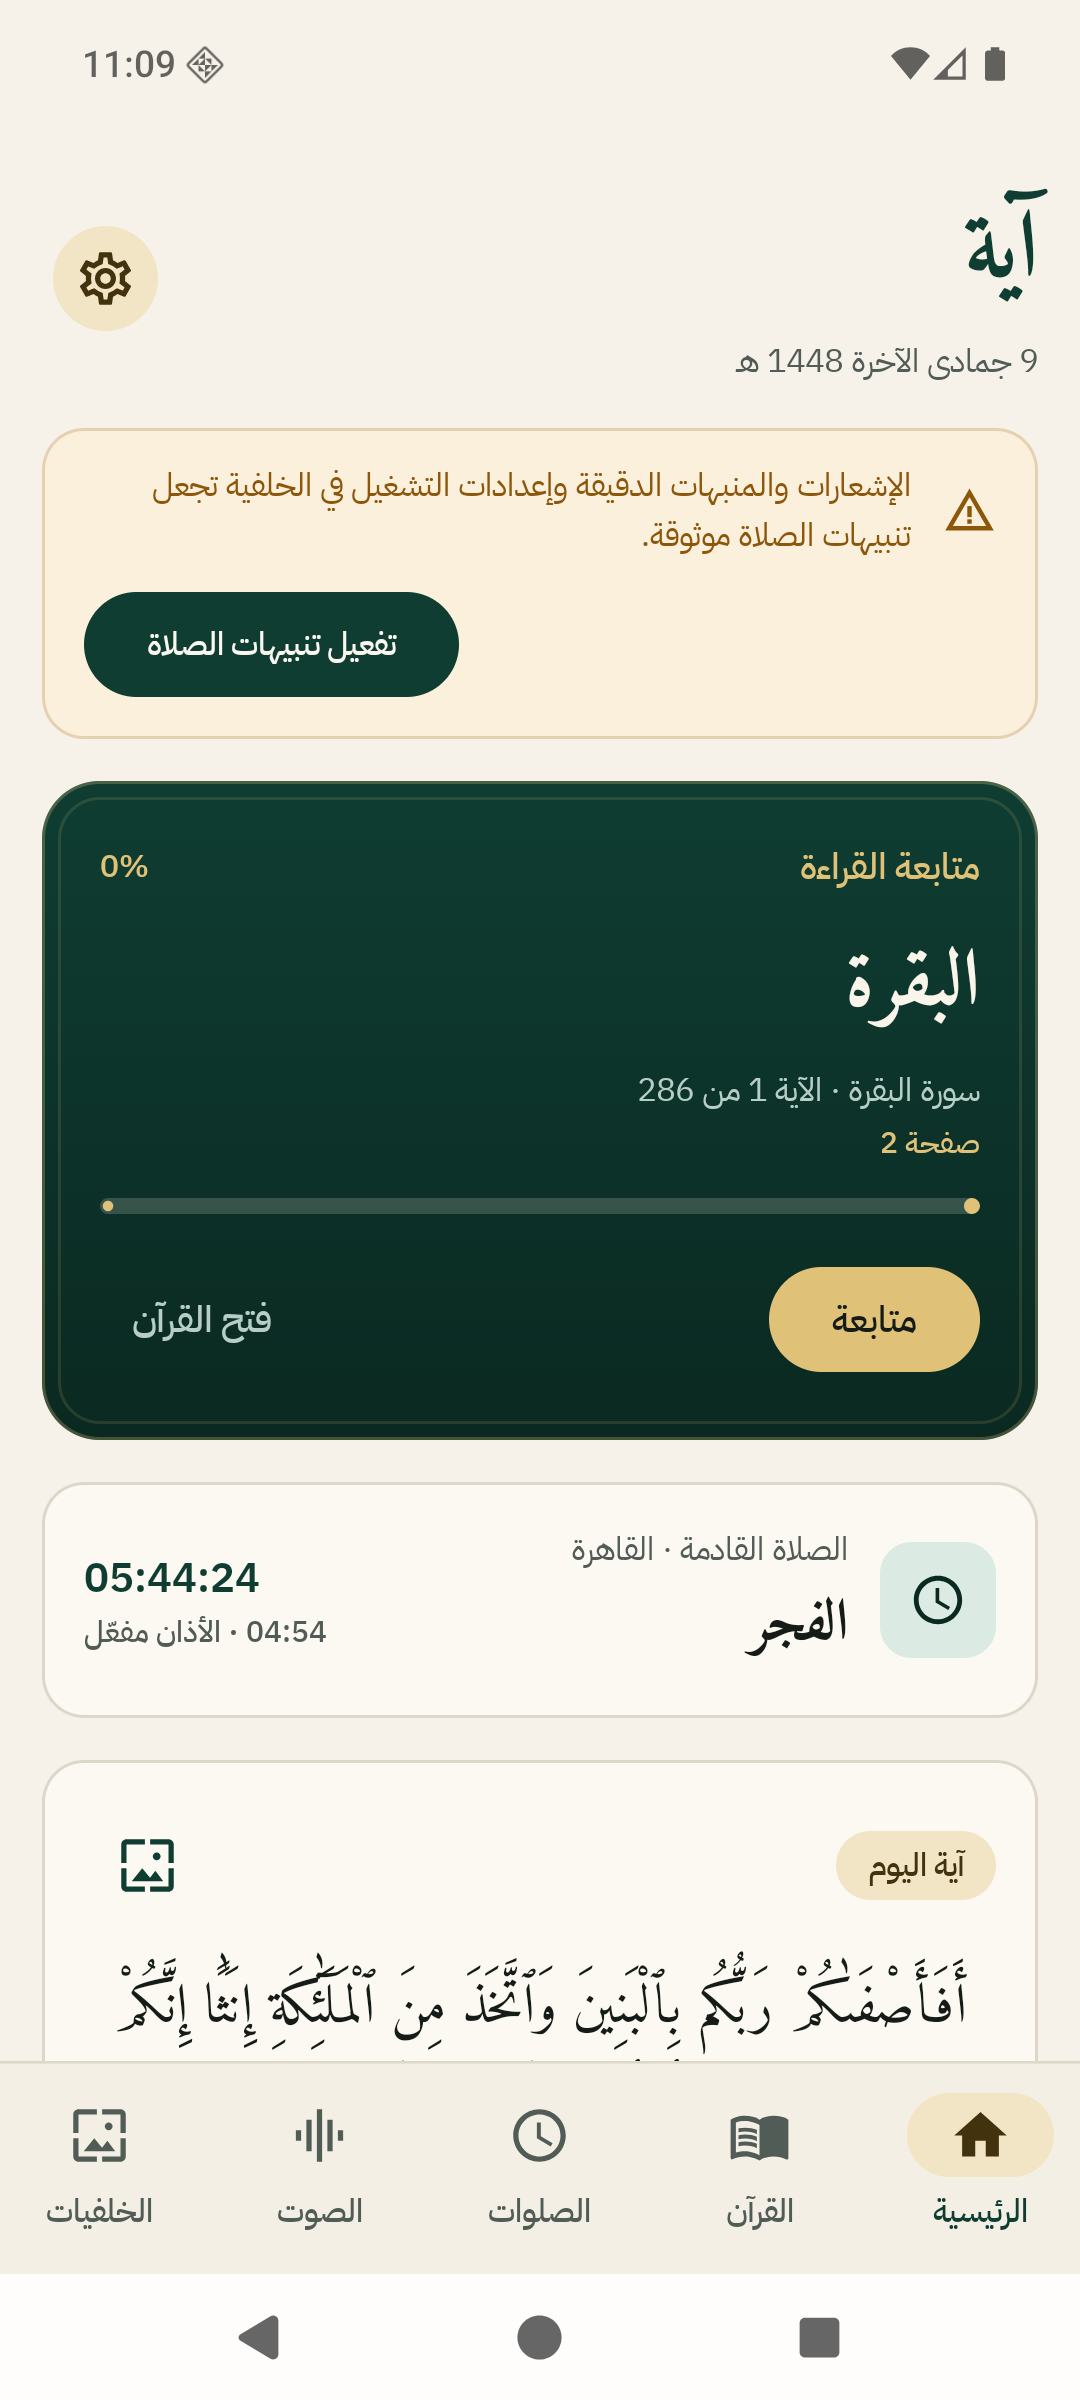 11:09
آية
9 جمادى الآخرة 1448 هـ
الإشعارات والمنبهات الدقيقة وإعدادات التشغيل في الخلفية تجعل
تنبيهات الصلاة موثوقة.
تفعيل تنبيهات الصلاة
متابعة القراءة
0%
البقرة
سورة البقرة · الآية 1 من 286
صفحة 2
متابعة
فتح القرآن
الصلاة القادمة · القاهرة
الفجر
05:44:24
04:54 · الأذان مفعّل
آية اليوم
أَفَأَصْفَىٰكُمْ رَبُّكُم بِٱلْبَنِينَ وَٱتَّخَذَ مِنَ ٱلْمَلَٰٓئِكَةِ إِنَٰثًا إِنَّكُمْ
الرئيسية
القرآن
الصلوات
الصوت
الخلفيات